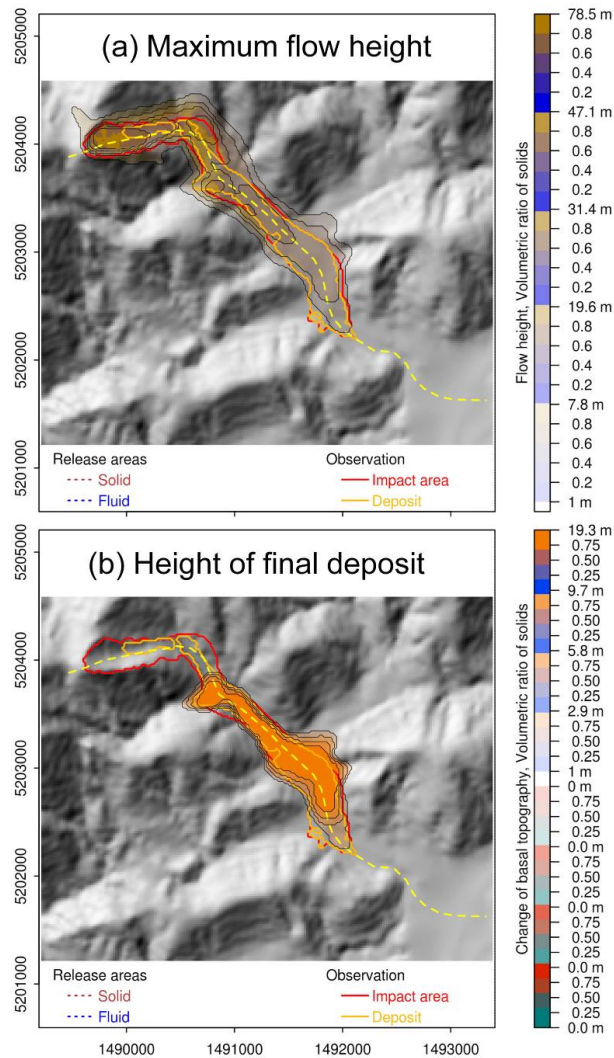 (a) Maximum flow height
5205000
5204000
5203000
5202000
5201000
Release areas
Solid
Fluid
Observation
Impact area
Deposit
Flow height, Volumetric ratio of solids
78.5 m
0.8
0.6
0.4
0.2
47.1 m
0.8
0.6
0.4
0.2
31.4 m
0.8
0.6
0.4
0.2
19.6 m
0.8
0.6
0.4
0.2
7.8 m
0.8
0.6
0.4
0.2
1 m
(b) Height of final deposit
5205000
5204000
5203000
5202000
5201000
Release areas
Solid
Fluid
Observation
Impact area
Deposit
1490000 1491000 1492000 1493000
Change of basal topography, Volumetric ratio of solids
19.3 m
0.75
0.50
0.25
9.7 m
0.75
0.50
0.25
5.8 m
0.75
0.50
0.25
2.9 m
0.75
0.50
0.25
1 m
0 m
0.75
0.50
0.25
0.0 m
0.75
0.50
0.25
0.0 m
0.75
0.50
0.25
0.0 m
0.75
0.50
0.25
0.0 m